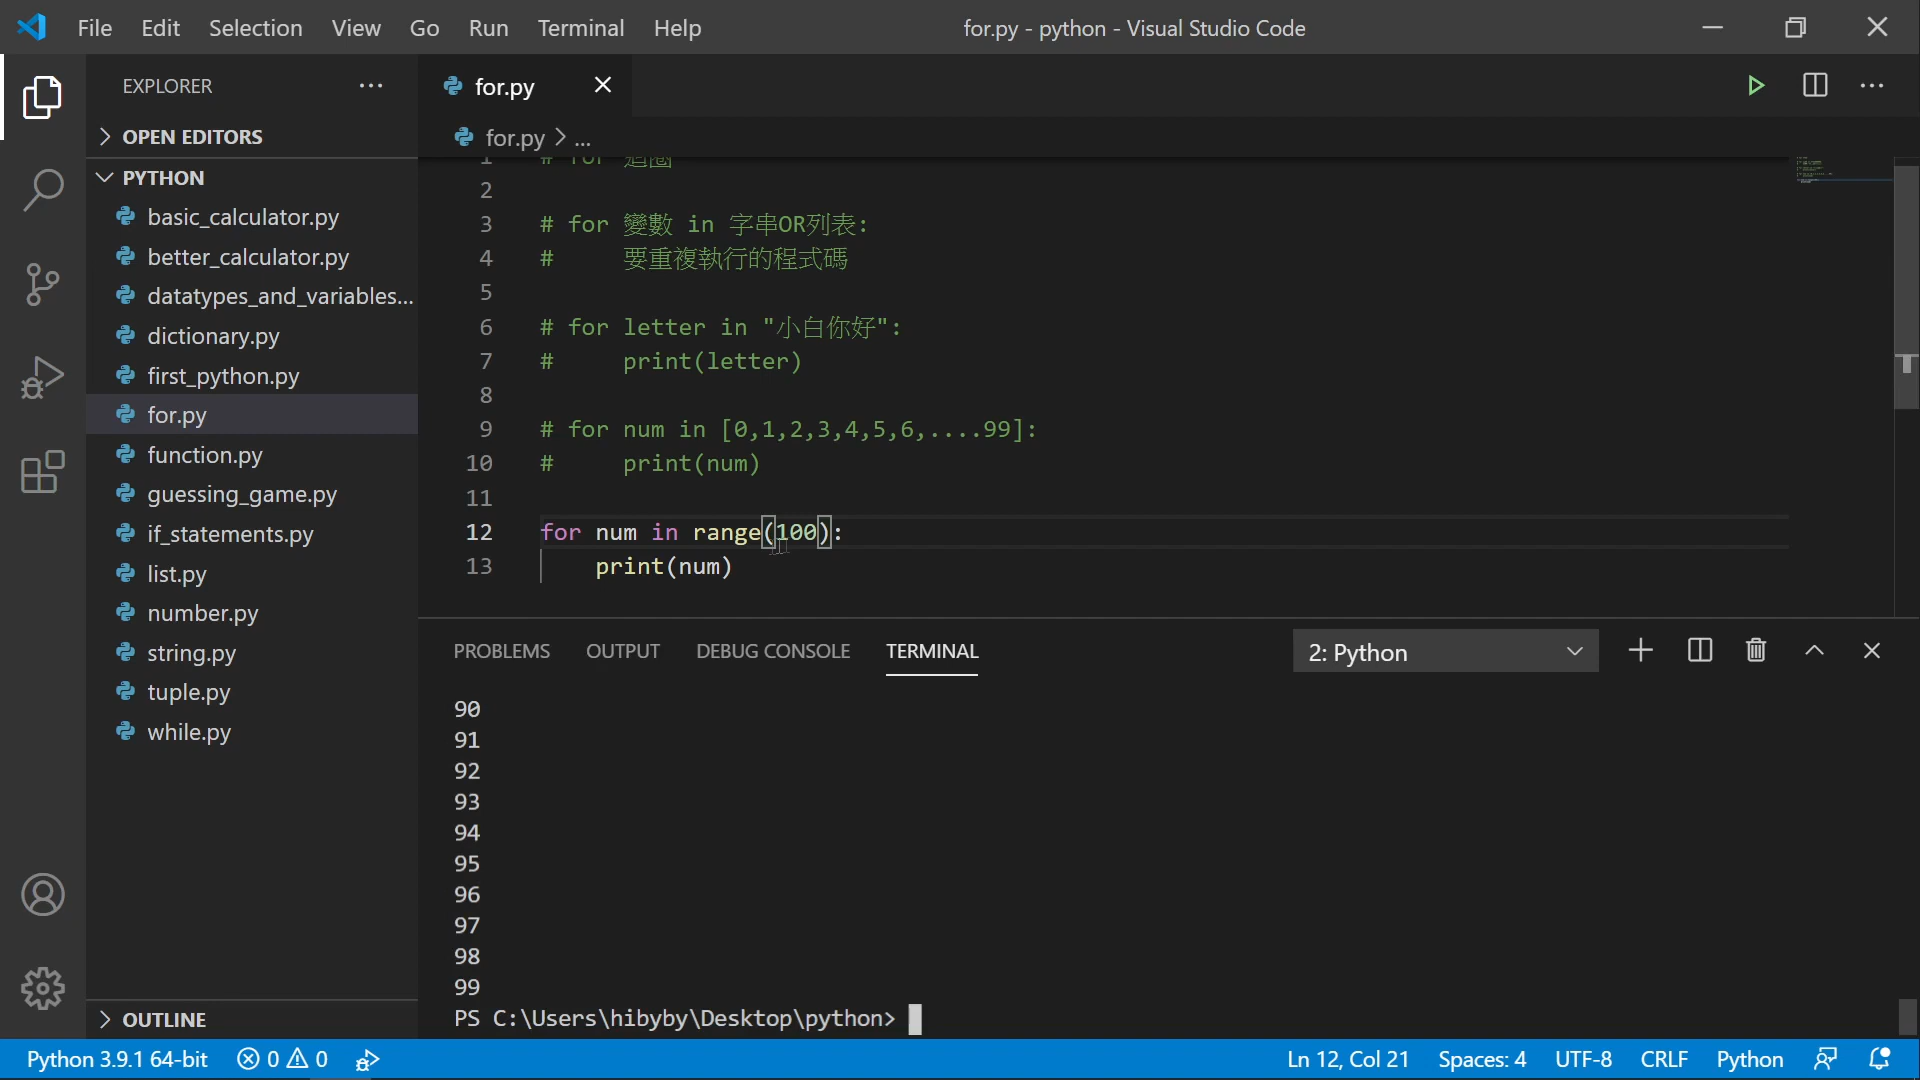 File Edit Selection View Go Run Terminal Help for.py - python - Visual Studio Code
EXPLORER
OPEN EDITORS
PYTHON
basic_calculator.py
better_calculator.py
datatypes_and_variables...
dictionary.py
first_python.py
for.py
function.py
guessing_game.py
if_statements.py
list.py
number.py
string.py
tuple.py
while.py
OUTLINE
for.py
for.py > ...
1 # for 迴圈
2
3 # for 變數 in 字串OR列表:
4 #     要重複執行的程式碼
5
6 # for letter in "小白你好":
7 #     print(letter)
8
9 # for num in [0,1,2,3,4,5,6,....99]:
10 #     print(num)
11
12 for num in range(100):
13     print(num)
PROBLEMS OUTPUT DEBUG CONSOLE TERMINAL 2: Python
90
91
92
93
94
95
96
97
98
99
PS C:\Users\hibyby\Desktop\python>
Python 3.9.1 64-bit 0 0 Ln 12, Col 21 Spaces: 4 UTF-8 CRLF Python